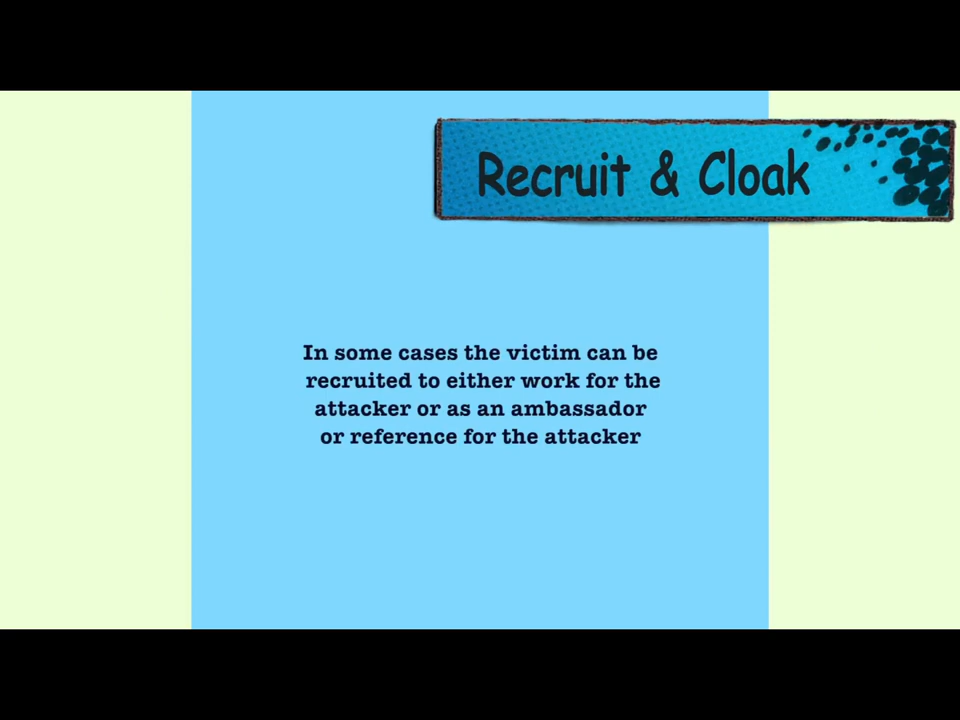 Recruit & Cloak
In some cases the victim can be
recruited to either work for the
attacker or as an ambassador
or reference for the attacker